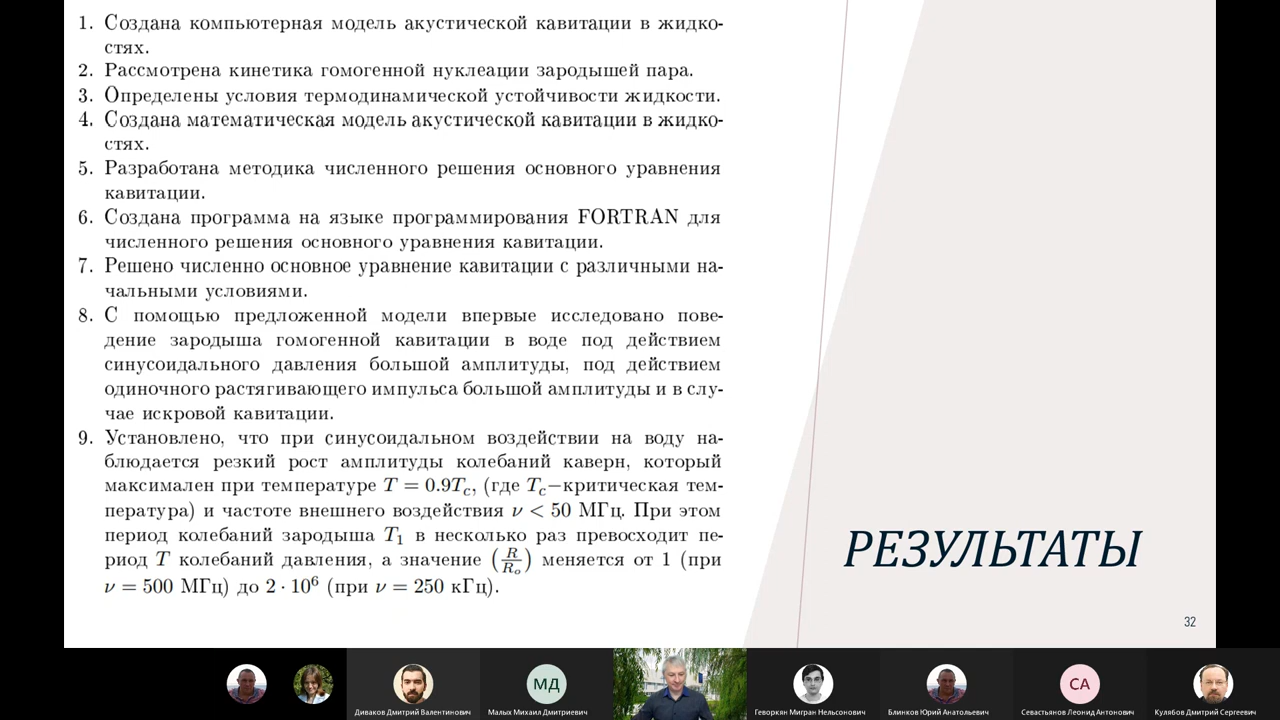 1. Создана компьютерная модель акустической кавитации в жидко-
стях.
2. Рассмотрена кинетика гомогенной нуклеации зародышей пара.
3. Определены условия термодинамической устойчивости жидкости.
4. Создана математическая модель акустической кавитации в жидко-
стях.
5. Разработана методика численного решения основного уравнения
кавитации.
6. Создана программа на языке программирования FORTRAN для
численного решения основного уравнения кавитации.
7. Решено численно основное уравнение кавитации с различными на-
чальными условиями.
8. С помощью предложенной модели впервые исследовано пове-
дение зародыша гомогенной кавитации в воде под действием
синусоидального давления большой амплитуды, под действием
одиночного растягивающего импульса большой амплитуды и в слу-
чае искровой кавитации.
9. Установлено, что при синусоидальном воздействии на воду на-
блюдается резкий рост амплитуды колебаний каверн, который
максимален при температуре T = 0.9T_c, (где T_c−критическая тем-
пература) и частоте внешнего воздействия ν < 50 МГц. При этом
период колебаний зародыша T_1 в несколько раз превосходит пе-
риод T колебаний давления, а значение (R/R_o) меняется от 1 (при
ν = 500 МГц) до 2 · 10^6 (при ν = 250 кГц).
РЕЗУЛЬТАТЫ
32
МД
СА
Диваков Дмитрий Валентинович
Малых Михаил Дмитриевич
Геворкян Мигран Нельсонович
Блинков Юрий Анатольевич
Севастьянов Леонид Антонович
Кулябов Дмитрий Сергеевич